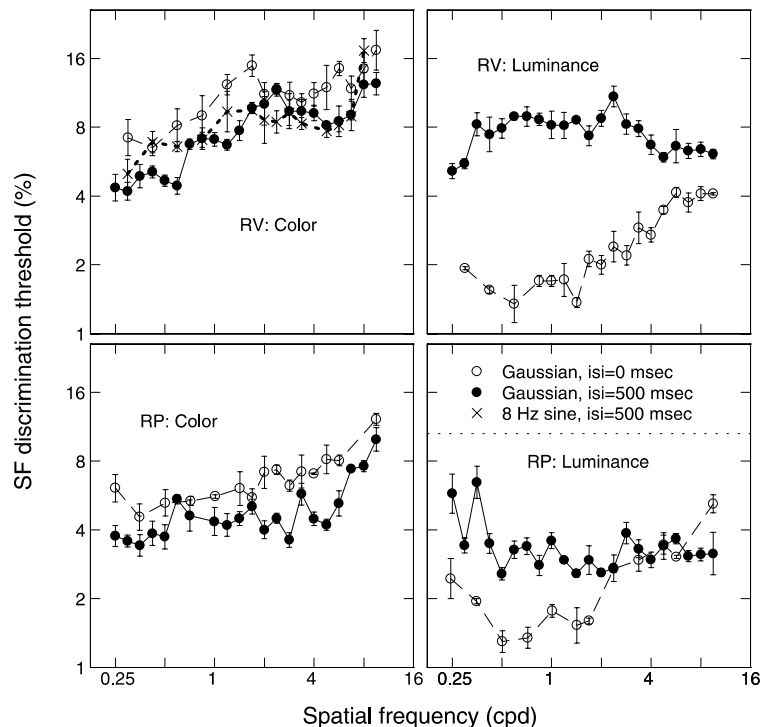 SF discrimination threshold (%)
16
8
4
2
1
RV: Color
RV: Luminance
16
8
4
2
1
RP: Color
Gaussian, isi=0 msec
Gaussian, isi=500 msec
8 Hz sine, isi=500 msec
RP: Luminance
0.25 1 4 16
0.25 1 4 16
Spatial frequency (cpd)